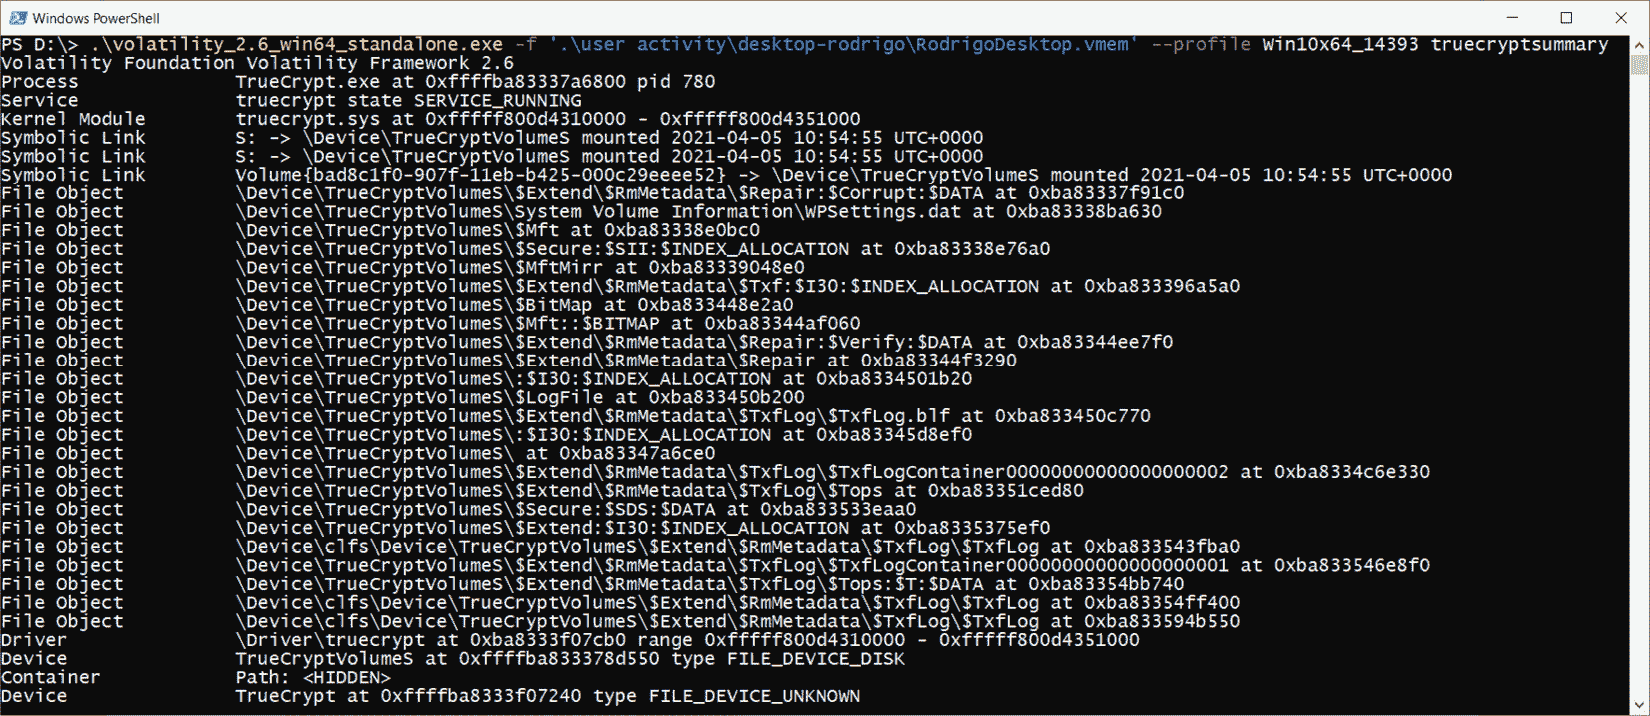 Windows PowerShell
PS D:\> .\volatility_2.6_win64_standalone.exe -f '.\user activity\desktop-rodrigo\RodrigoDesktop.vmem' --profile Win10x64_14393 truecryptsummary
Volatility Foundation Volatility Framework 2.6
Process TrueCrypt.exe at 0xffffba83337a6800 pid 780
Service truecrypt state SERVICE_RUNNING
Kernel Module truecrypt.sys at 0xfffff800d4310000 - 0xfffff800d4351000
Symbolic Link S: -> \Device\TrueCryptVolumeS mounted 2021-04-05 10:54:55 UTC+0000
Symbolic Link S: -> \Device\TrueCryptVolumeS mounted 2021-04-05 10:54:55 UTC+0000
Symbolic Link Volume{bad8c1f0-907f-11eb-b425-000c29eeee52} -> \Device\TrueCryptVolumeS mounted 2021-04-05 10:54:55 UTC+0000
File Object \Device\TrueCryptVolumeS\$Extend\$RmMetadata\$Repair:$Corrupt:$DATA at 0xba83337f91c0
File Object \Device\TrueCryptVolumeS\System Volume Information\WPSettings.dat at 0xba83338ba630
File Object \Device\TrueCryptVolumeS\$Mft at 0xba83338e0bc0
File Object \Device\TrueCryptVolumeS\$Secure:$SII:$INDEX_ALLOCATION at 0xba83338e76a0
File Object \Device\TrueCryptVolumeS\$MftMirr at 0xba83339048e0
File Object \Device\TrueCryptVolumeS\$Extend\$RmMetadata\$Txf:$I30:$INDEX_ALLOCATION at 0xba833396a5a0
File Object \Device\TrueCryptVolumeS\$BitMap at 0xba833448e2a0
File Object \Device\TrueCryptVolumeS\$Mft::$BITMAP at 0xba83344af060
File Object \Device\TrueCryptVolumeS\$Extend\$RmMetadata\$Repair:$Verify:$DATA at 0xba83344ee7f0
File Object \Device\TrueCryptVolumeS\$Extend\$RmMetadata\$Repair at 0xba83344f3290
File Object \Device\TrueCryptVolumeS\:$I30:$INDEX_ALLOCATION at 0xba8334501b20
File Object \Device\TrueCryptVolumeS\$LogFile at 0xba833450b200
File Object \Device\TrueCryptVolumeS\$Extend\$RmMetadata\$TxfLog\$TxfLog.blf at 0xba833450c770
File Object \Device\TrueCryptVolumeS\:$I30:$INDEX_ALLOCATION at 0xba83345d8ef0
File Object \Device\TrueCryptVolumeS\ at 0xba83347a6ce0
File Object \Device\TrueCryptVolumeS\$Extend\$RmMetadata\$TxfLog\$TxfLogContainer00000000000000000002 at 0xba8334c6e330
File Object \Device\TrueCryptVolumeS\$Extend\$RmMetadata\$TxfLog\$Tops at 0xba83351ced80
File Object \Device\TrueCryptVolumeS\$Secure:$SDS:$DATA at 0xba833533eaa0
File Object \Device\TrueCryptVolumeS\$Extend:$I30:$INDEX_ALLOCATION at 0xba8335375ef0
File Object \Device\clfs\Device\TrueCryptVolumeS\$Extend\$RmMetadata\$TxfLog\$TxfLog at 0xba833543fba0
File Object \Device\TrueCryptVolumeS\$Extend\$RmMetadata\$TxfLog\$TxfLogContainer00000000000000000001 at 0xba833546e8f0
File Object \Device\TrueCryptVolumeS\$Extend\$RmMetadata\$TxfLog\$Tops:$T:$DATA at 0xba83354bb740
File Object \Device\clfs\Device\TrueCryptVolumeS\$Extend\$RmMetadata\$TxfLog\$TxfLog at 0xba83354ff400
File Object \Device\clfs\Device\TrueCryptVolumeS\$Extend\$RmMetadata\$TxfLog\$TxfLog at 0xba833594b550
Driver \Driver\truecrypt at 0xba8333f07cb0 range 0xfffff800d4310000 - 0xfffff800d4351000
Device TrueCryptVolumeS at 0xffffba833378d550 type FILE_DEVICE_DISK
Container Path: <HIDDEN>
Device TrueCrypt at 0xffffba8333f07240 type FILE_DEVICE_UNKNOWN